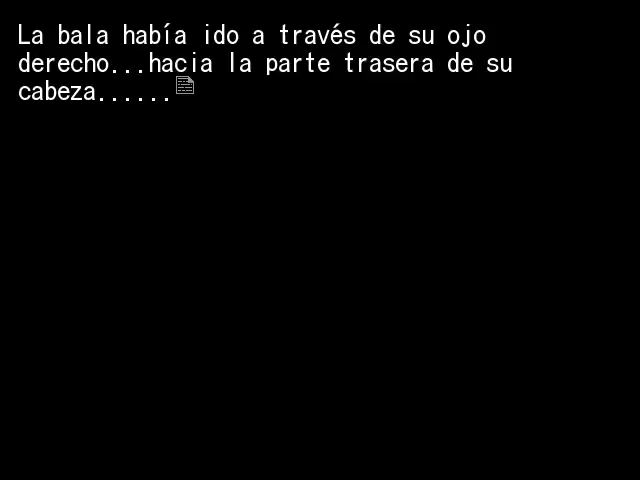 La bala había ido a través de su ojo
derecho...hacia la parte trasera de su
cabeza......